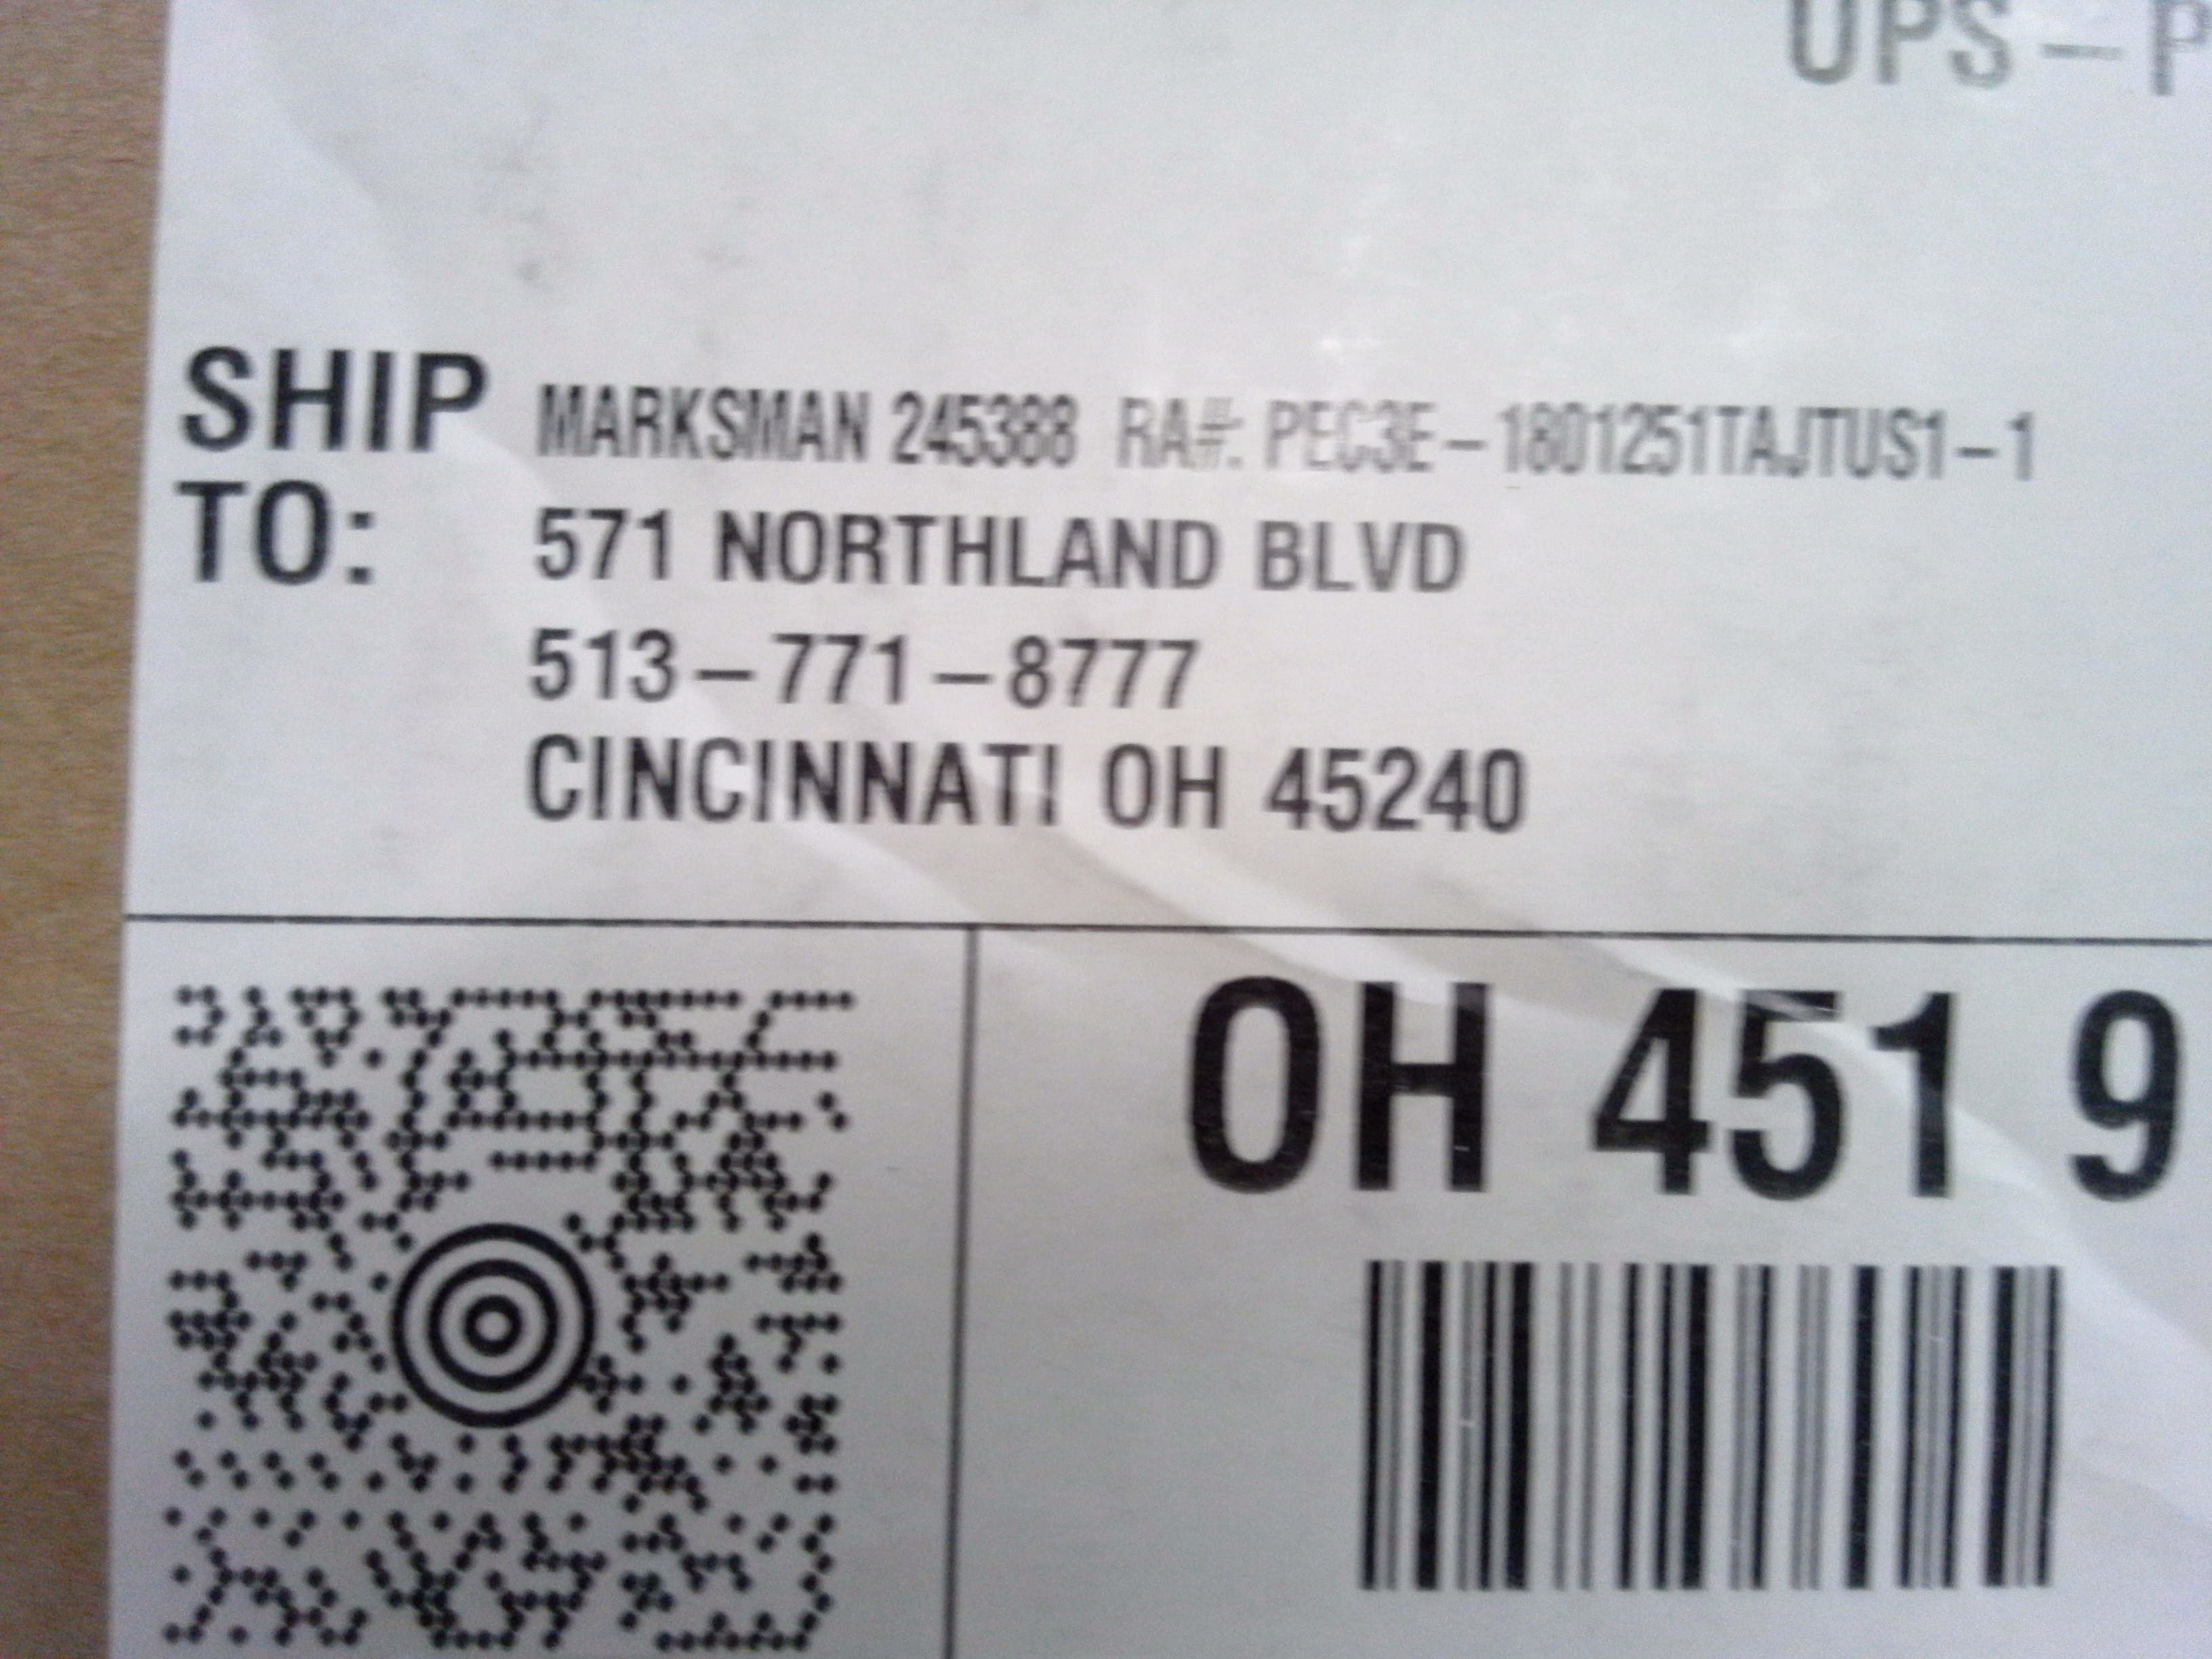 UPS – P
SHIP TO:
MARKSMAN 245388 RA#: PEC3E–1801251TAJTUS1–1
571 NORTHLAND BLVD
513–771–8777
CINCINNATI OH 45240
OH 451 9